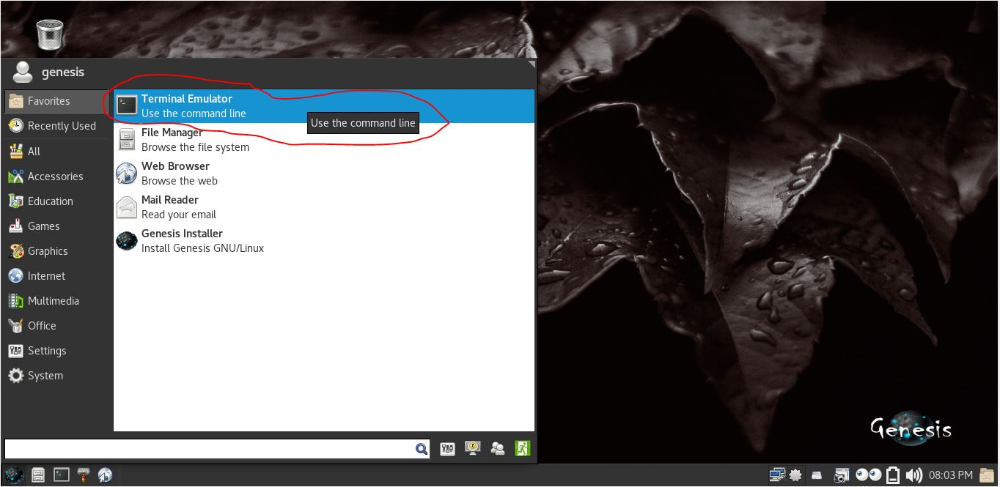 genesis
Favorites
Recently Used
All
Accessories
Education
Games
Graphics
Internet
Multimedia
Office
Settings
System
Terminal Emulator
Use the command line
Use the command line
File Manager
Browse the file system
Web Browser
Browse the web
Mail Reader
Read your email
Genesis Installer
Install Genesis GNU/Linux
Genesis
08:03 PM